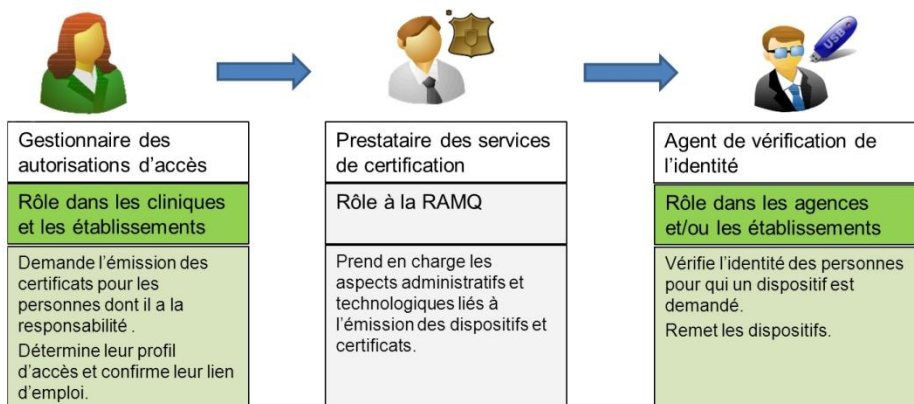 USB
Gestionnaire des
autorisations d'accès
Rôle dans les cliniques
et les établissements
Demande l'émission des
certificats pour les
personnes dont il a la
responsabilité .
Détermine leur profil
d'accès et confirme leur lien
d'emploi.
Prestataire des services
de certification
Rôle à la RAMQ
Prend en charge les
aspects administratifs et
technologiques liés à
l'émission des dispositifs et
certificats.
Agent de vérification de
l'identité
Rôle dans les agences
et/ou les établissements
Vérifie l'identité des personnes
pour qui un dispositif est
demandé.
Remet les dispositifs.